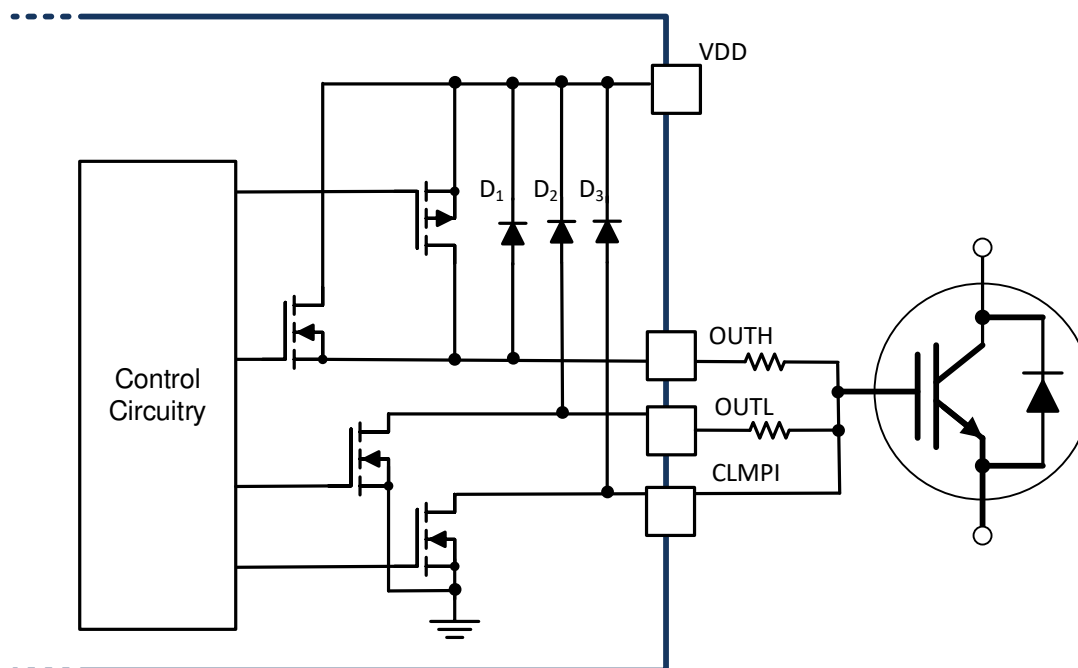 VDD
D₁
D₂
D₃
OUTH
Control
Circuitry
OUTL
CLMPI